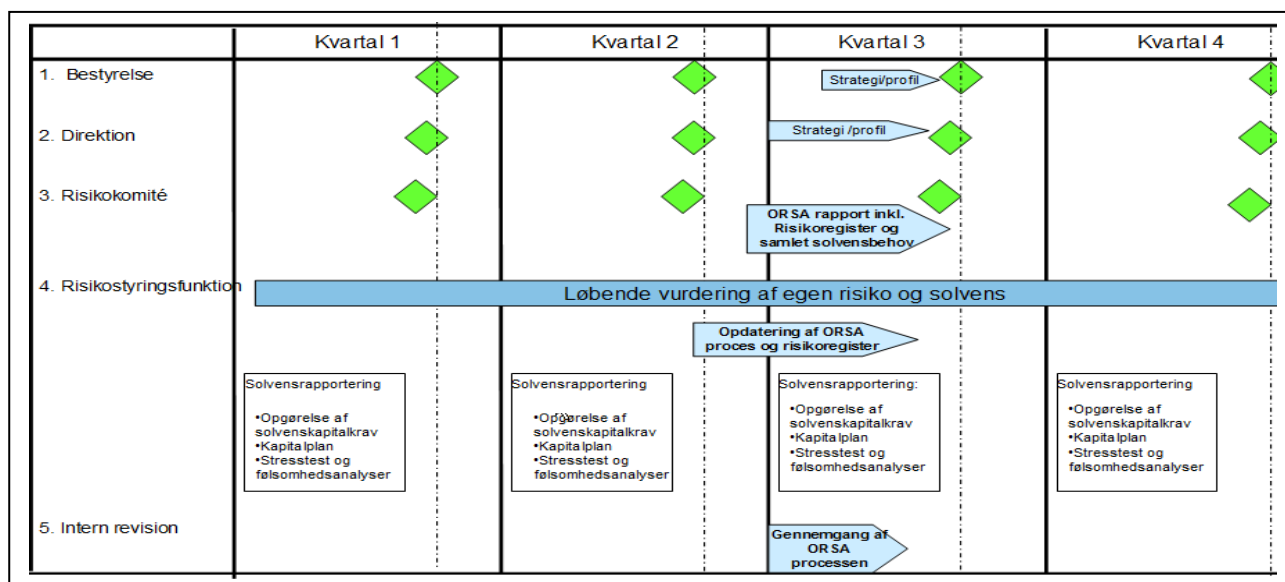 Kvartal 1
Kvartal 2
Kvartal 3
Kvartal 4
1. Bestyrelse
Strategi/profil
2. Direktion
Strategi /profil
3. Risikokomité
ORSA rapport inkl.
Risikoregister og
samlet solvensbehov
4. Risikostyringsfunktion
Løbende vurdering af egen risiko og solvens
Opdatering af ORSA
proces og risikoregister
Solvensrapportering
•Opgørelse af
solvenskapitalkrav
•Kapitalplan
•Stresstest og
følsomhedsanalyser
Solvensrapportering
•Opgørelse af
solvenskapitalkrav
•Kapitalplan
•Stresstest og
følsomhedsanalyser
Solvensrapportering:
•Opgørelse af
solvenskapitalkrav
•Kapitalplan
•Stresstest og
følsomhedsanalyser
Solvensrapportering
•Opgørelse af
solvenskapitalkrav
•Kapitalplan
•Stresstest og
følsomhedsanalyser
5. Intern revision
Gennemgang af
ORSA
processen